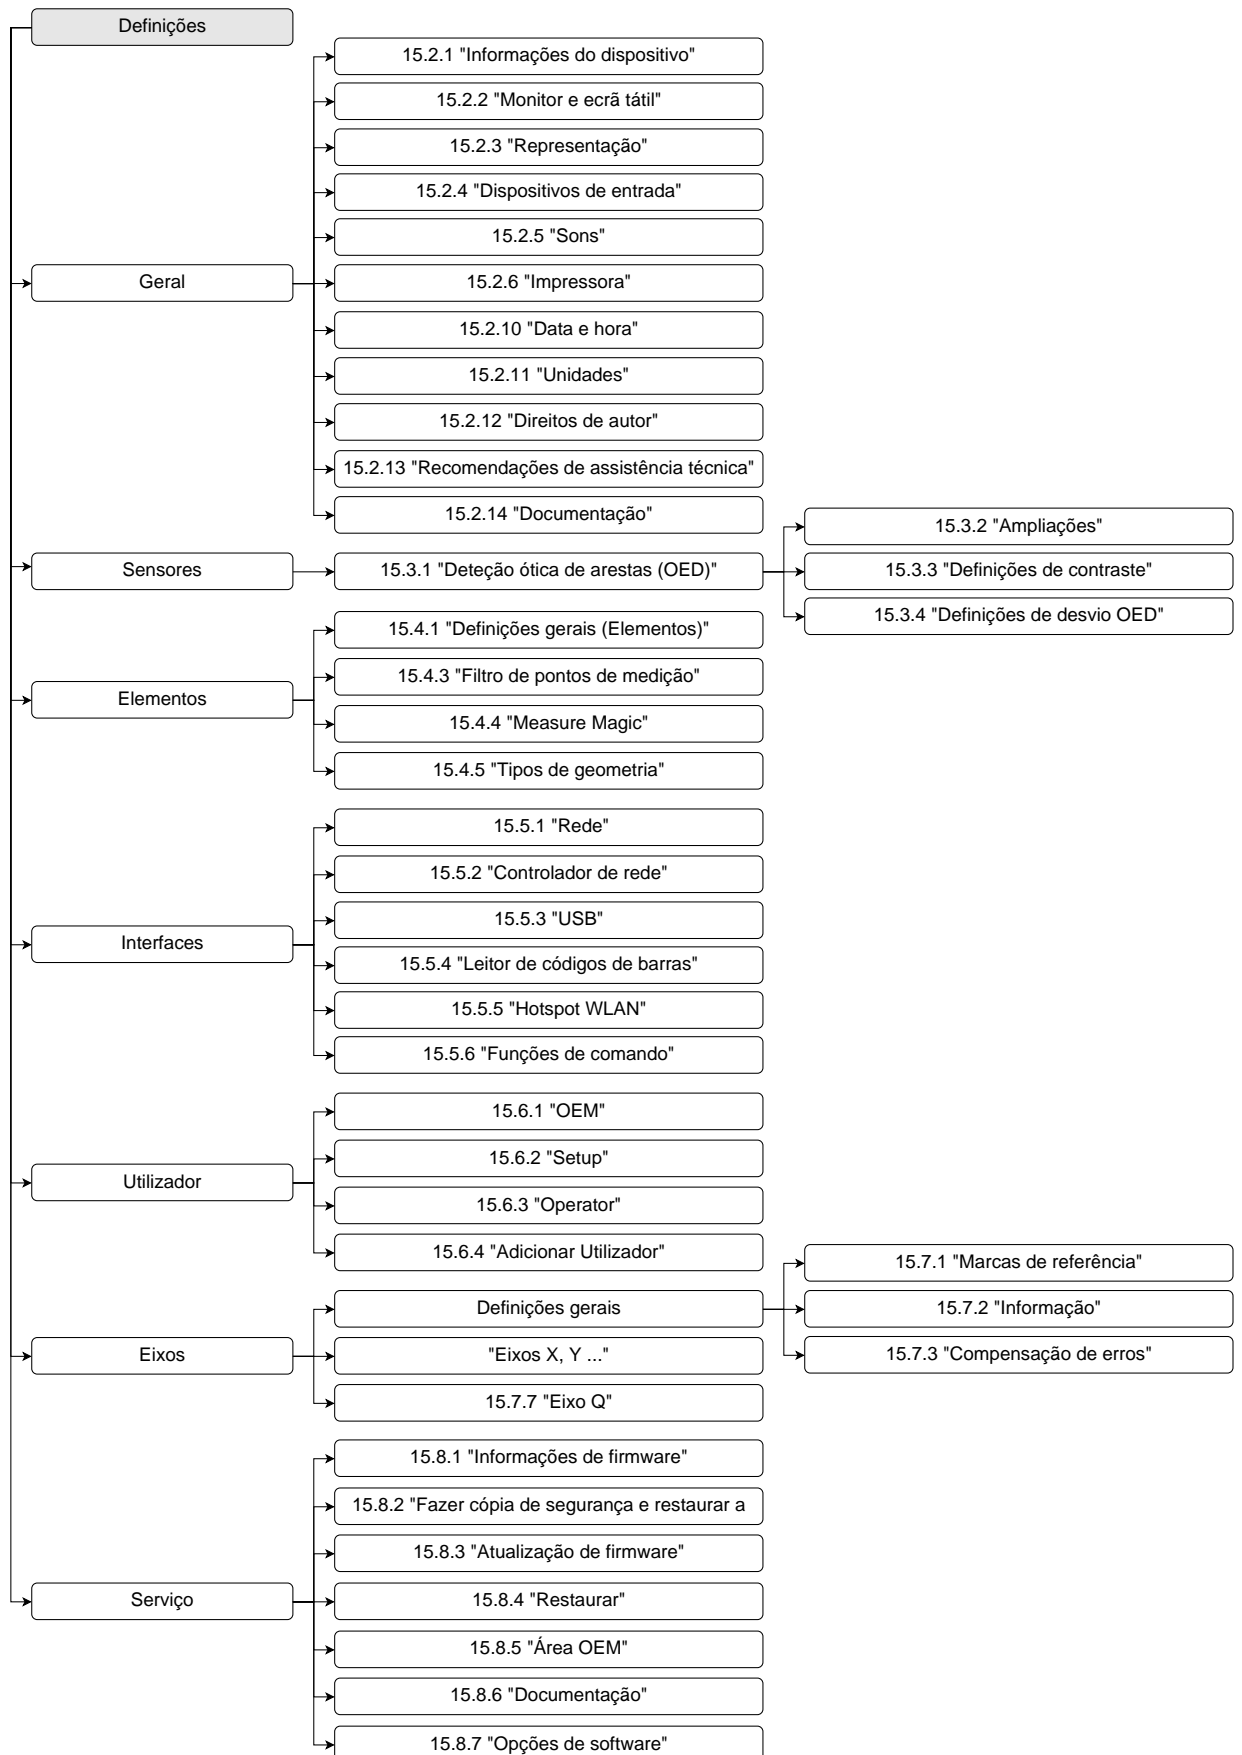 Definições
15.2.1 "Informações do dispositivo"
15.2.2 "Monitor e ecrã tátil"
15.2.3 "Representação"
15.2.4 "Dispositivos de entrada"
15.2.5 "Sons"
Geral
15.2.6 "Impressora"
15.2.10 "Data e hora"
15.2.11 "Unidades"
15.2.12 "Direitos de autor"
15.2.13 "Recomendações de assistência técnica"
15.2.14 "Documentação"
Sensores
15.3.1 "Deteção ótica de arestas (OED)"
15.3.2 "Ampliações"
15.3.3 "Definições de contraste"
15.3.4 "Definições de desvio OED"
Elementos
15.4.1 "Definições gerais (Elementos)"
15.4.3 "Filtro de pontos de medição"
15.4.4 "Measure Magic"
15.4.5 "Tipos de geometria"
Interfaces
15.5.1 "Rede"
15.5.2 "Controlador de rede"
15.5.3 "USB"
15.5.4 "Leitor de códigos de barras"
15.5.5 "Hotspot WLAN"
15.5.6 "Funções de comando"
Utilizador
15.6.1 "OEM"
15.6.2 "Setup"
15.6.3 "Operator"
15.6.4 "Adicionar Utilizador"
Eixos
Definições gerais
15.7.1 "Marcas de referência"
15.7.2 "Informação"
15.7.3 "Compensação de erros"
"Eixos X, Y ..."
15.7.7 "Eixo Q"
Serviço
15.8.1 "Informações de firmware"
15.8.2 "Fazer cópia de segurança e restaurar a
15.8.3 "Atualização de firmware"
15.8.4 "Restaurar"
15.8.5 "Área OEM"
15.8.6 "Documentação"
15.8.7 "Opções de software"